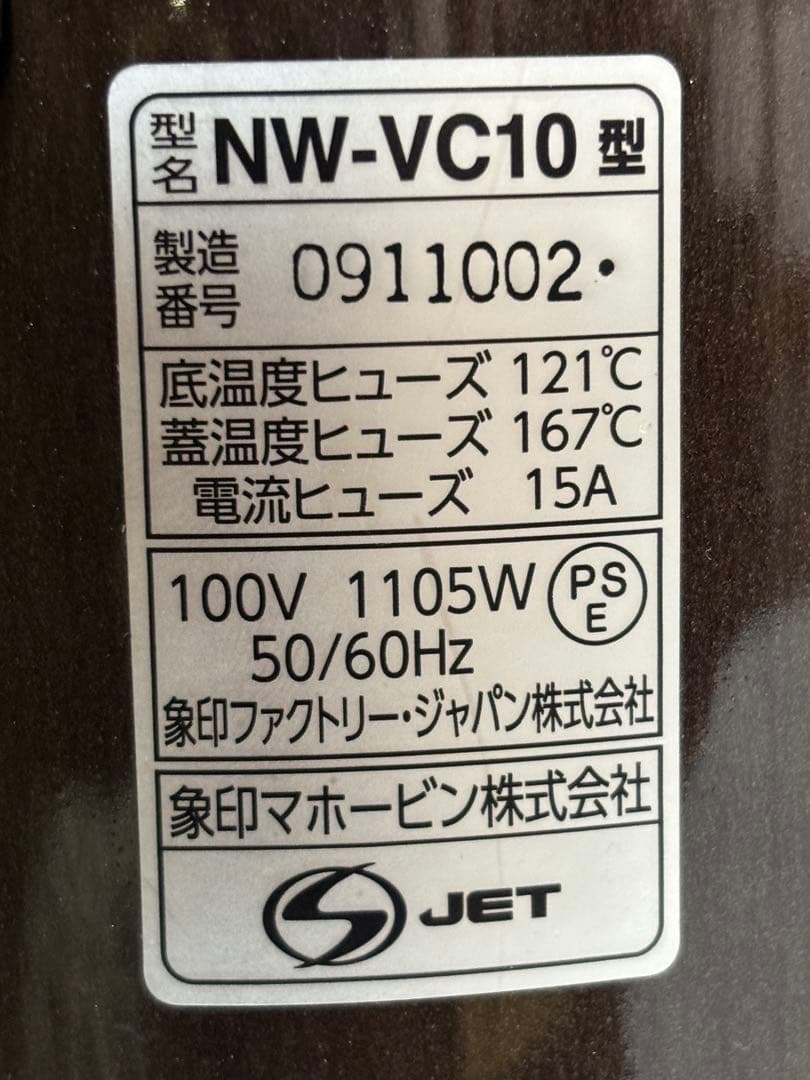 型名 NW-VC10 型
製造番号 0911002・
底温度ヒューズ 121℃
蓋温度ヒューズ 167℃
電流ヒューズ 15A
100V 1105W PSE
50/60Hz
象印ファクトリー・ジャパン株式会社
象印マホービン株式会社
S JET